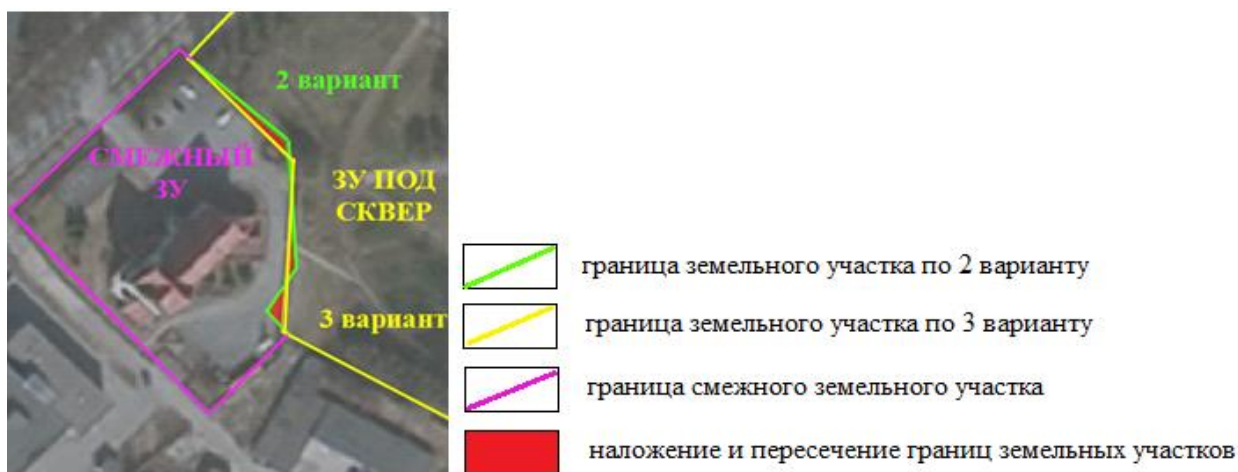 2 вариант
СМЕЖНЫЙ
ЗУ
ЗУ ПОД
СКВЕР
3 вариант
граница земельного участка по 2 варианту
граница земельного участка по 3 варианту
граница смежного земельного участка
наложение и пересечение границ земельных участков